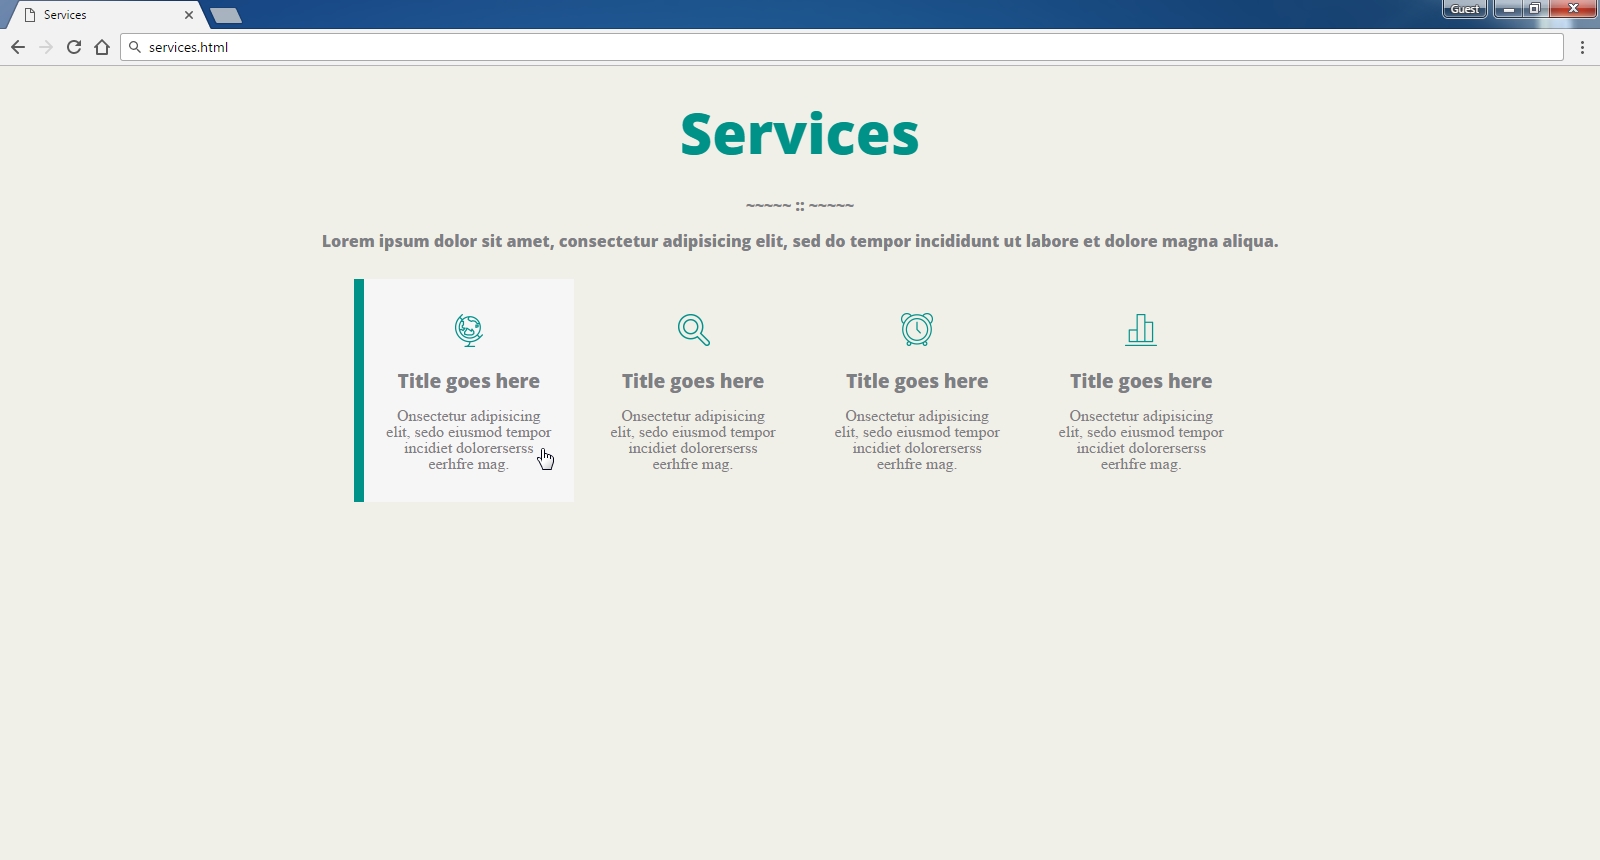 Services
Guest
services.html
Services
~~~~~ :: ~~~~~
Lorem ipsum dolor sit amet, consectetur adipisicing elit, sed do tempor incididunt ut labore et dolore magna aliqua.
Title goes here
Onsectetur adipisicing
elit, sedo eiusmod tempor
incidiet dolorerserss
eerhfre mag.
Title goes here
Onsectetur adipisicing
elit, sedo eiusmod tempor
incidiet dolorerserss
eerhfre mag.
Title goes here
Onsectetur adipisicing
elit, sedo eiusmod tempor
incidiet dolorerserss
eerhfre mag.
Title goes here
Onsectetur adipisicing
elit, sedo eiusmod tempor
incidiet dolorerserss
eerhfre mag.